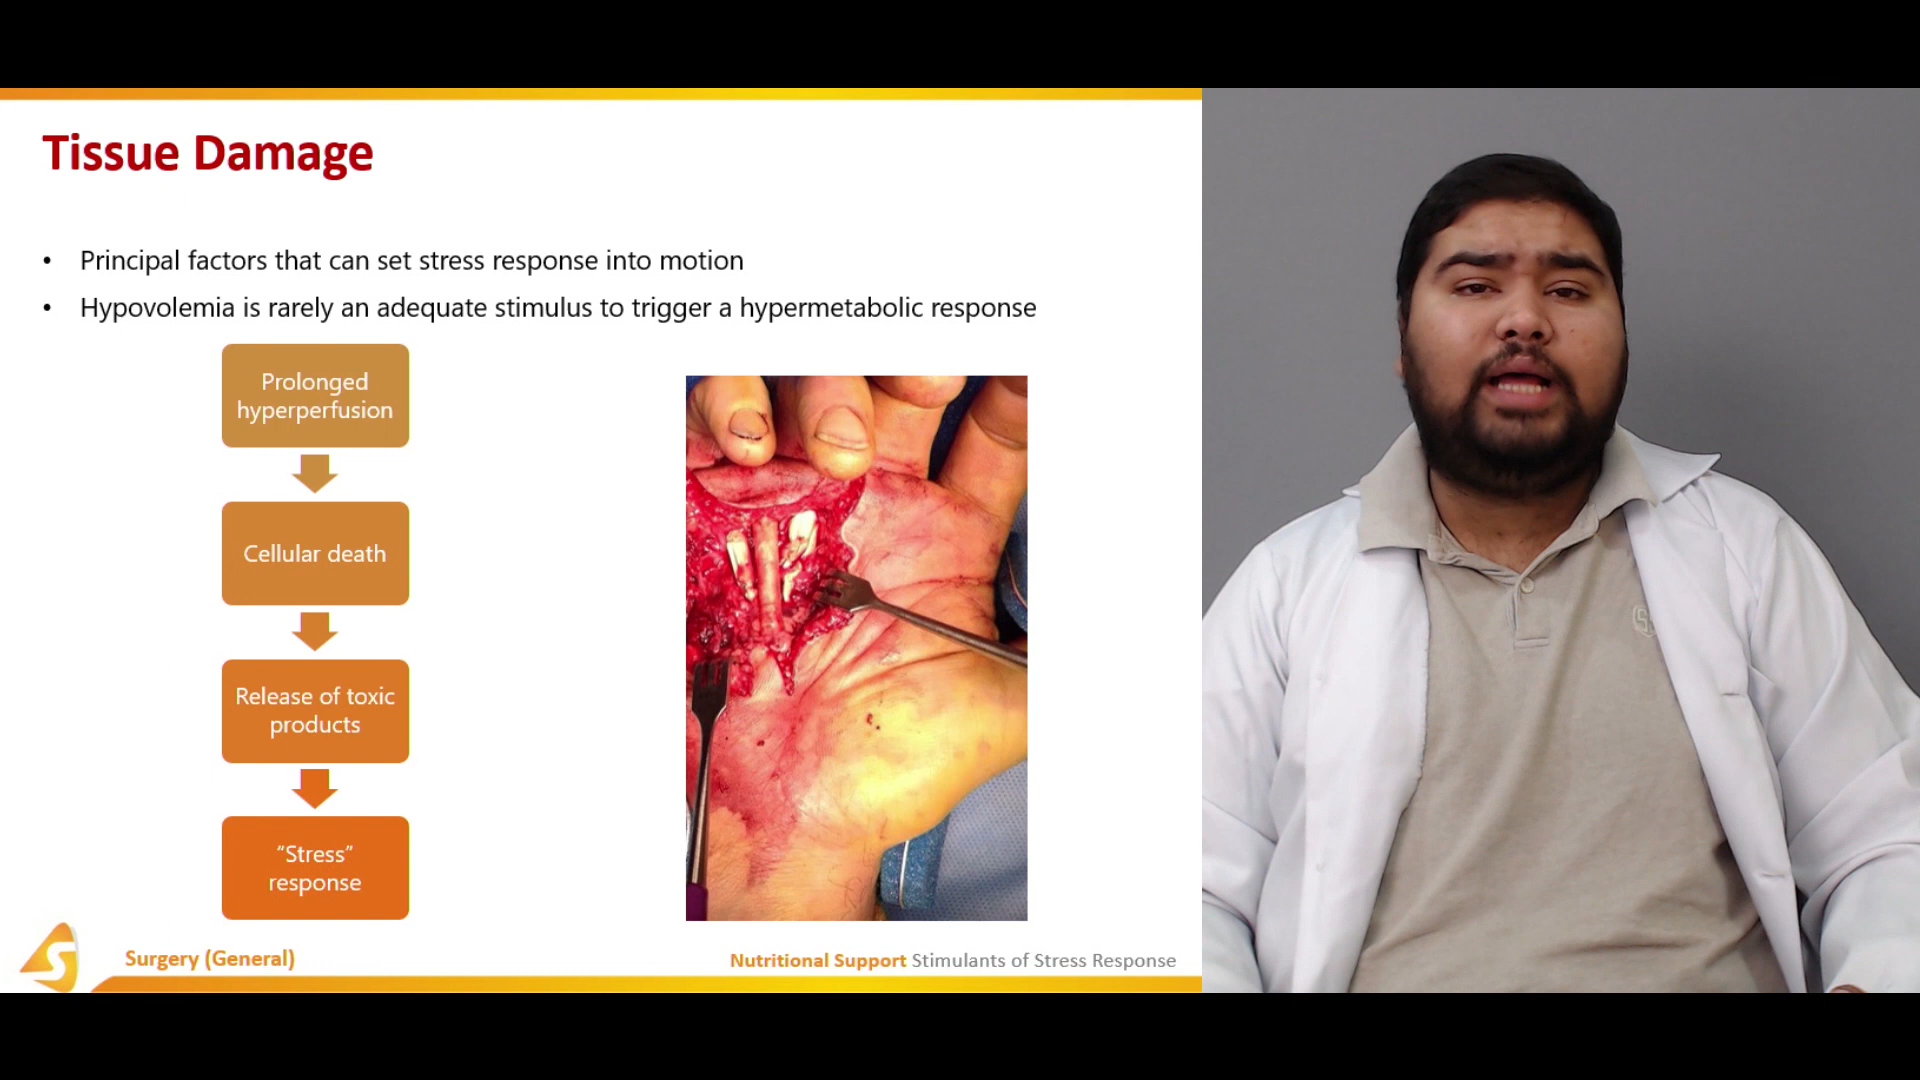 Tissue Damage
• Principal factors that can set stress response into motion
• Hypovolemia is rarely an adequate stimulus to trigger a hypermetabolic response
Prolonged
hyperperfusion
Cellular death
Release of toxic
products
“Stress”
response
Surgery (General)
Nutritional Support Stimulants of Stress Response